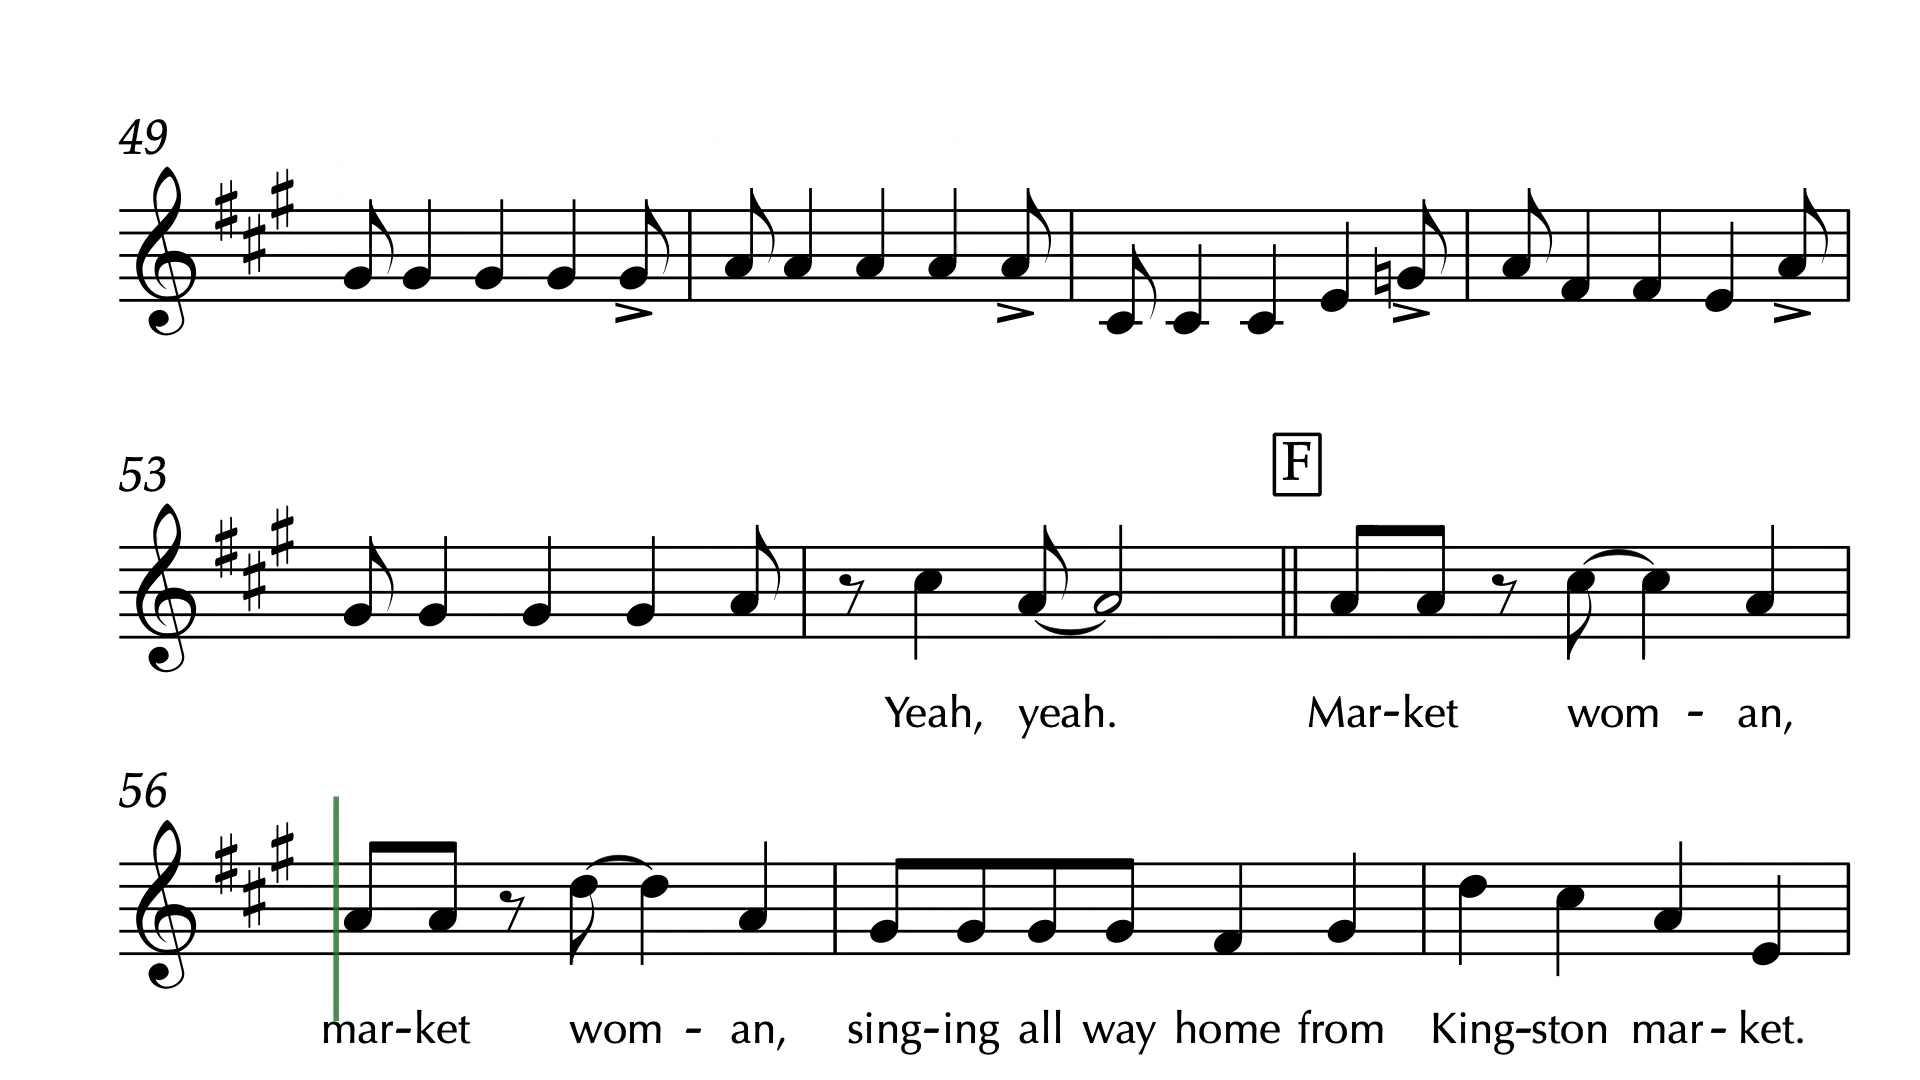 49
53
F
Yeah, yeah. Mar-ket wom - an,
56
mar-ket wom - an, sing-ing all way home from King-ston mar-ket.